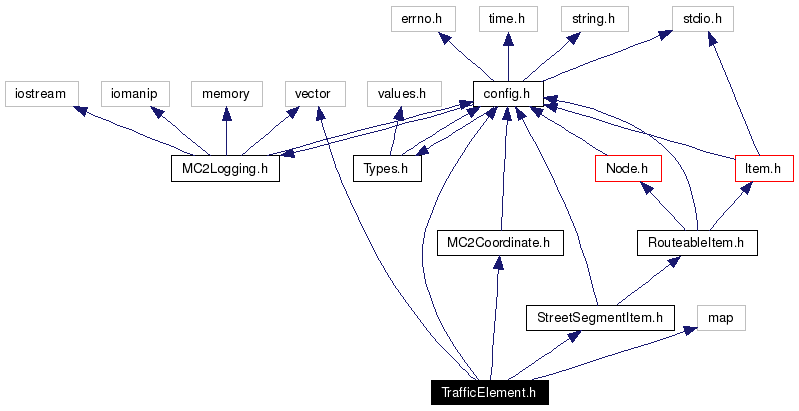 errno.h
time.h
string.h
stdio.h
iostream
iomanip
memory
vector
values.h
config.h
MC2Logging.h
Types.h
Node.h
Item.h
MC2Coordinate.h
RouteableItem.h
StreetSegmentItem.h
map
TrafficElement.h